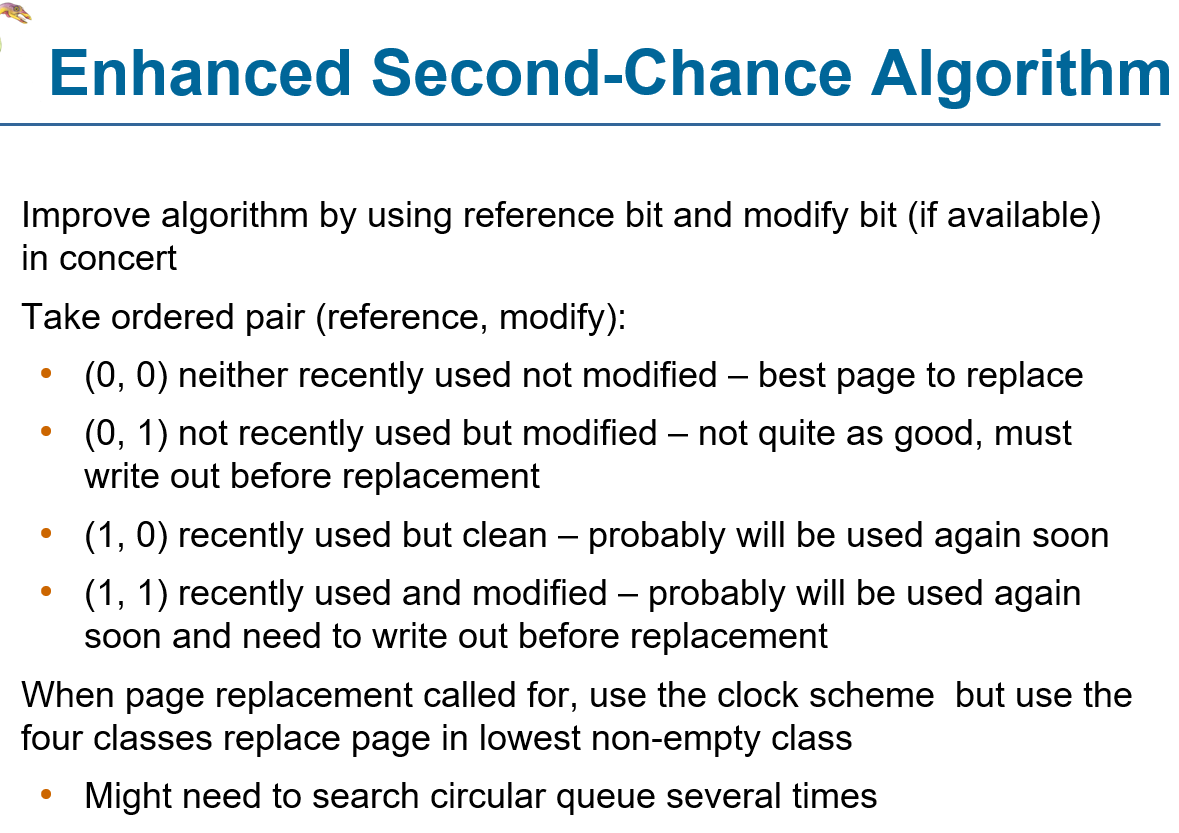 Enhanced Second-Chance Algorithm
Improve algorithm by using reference bit and modify bit (if available)
in concert
Take ordered pair (reference, modify):
• (0, 0) neither recently used not modified – best page to replace
• (0, 1) not recently used but modified – not quite as good, must
write out before replacement
• (1, 0) recently used but clean – probably will be used again soon
• (1, 1) recently used and modified – probably will be used again
soon and need to write out before replacement
When page replacement called for, use the clock scheme  but use the
four classes replace page in lowest non-empty class
• Might need to search circular queue several times